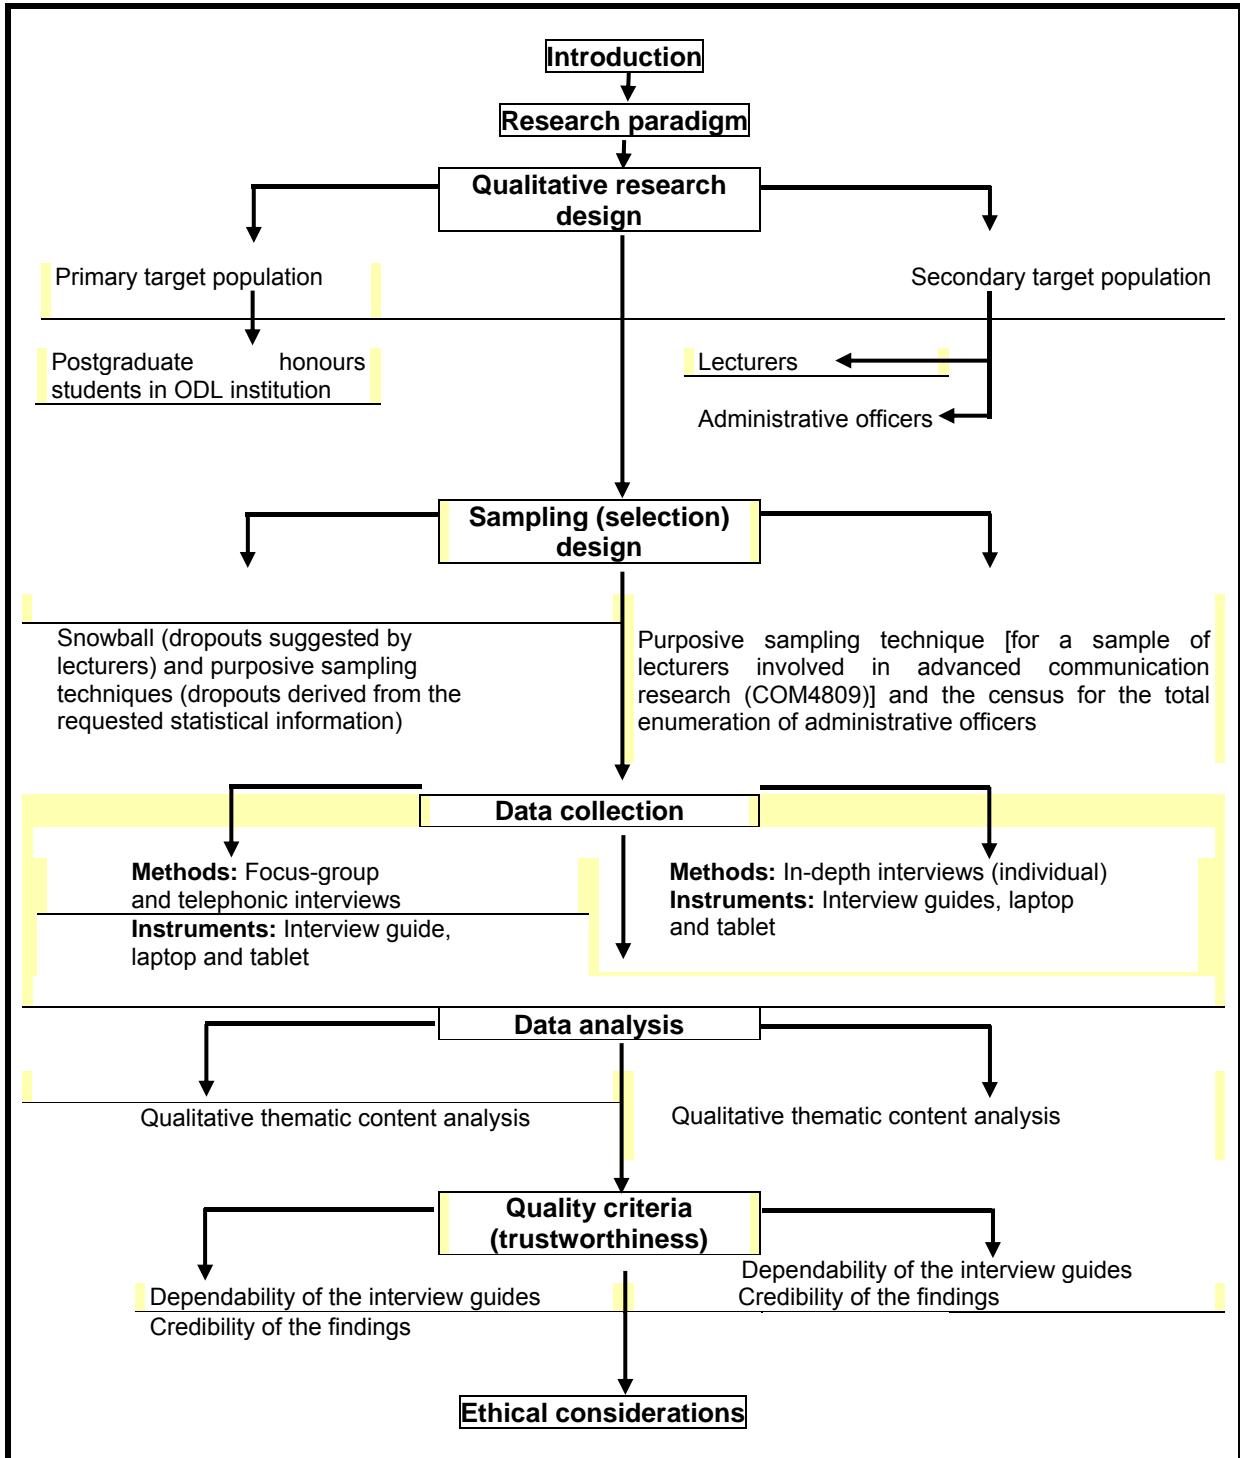 Introduction
Research paradigm
Qualitative research
design
Primary target population
Secondary target population
Postgraduate honours
students in ODL institution
Lecturers
Administrative officers
Sampling (selection)
design
Snowball (dropouts suggested by
lecturers) and purposive sampling
techniques (dropouts derived from the
requested statistical information)
Purposive sampling technique [for a sample of
lecturers involved in advanced communication
research (COM4809)] and the census for the total
enumeration of administrative officers
Data collection
Methods: Focus-group
and telephonic interviews
Instruments: Interview guide,
laptop and tablet
Methods: In-depth interviews (individual)
Instruments: Interview guides, laptop
and tablet
Data analysis
Qualitative thematic content analysis
Qualitative thematic content analysis
Quality criteria
(trustworthiness)
Dependability of the interview guides
Credibility of the findings
Dependability of the interview guides
Credibility of the findings
Ethical considerations